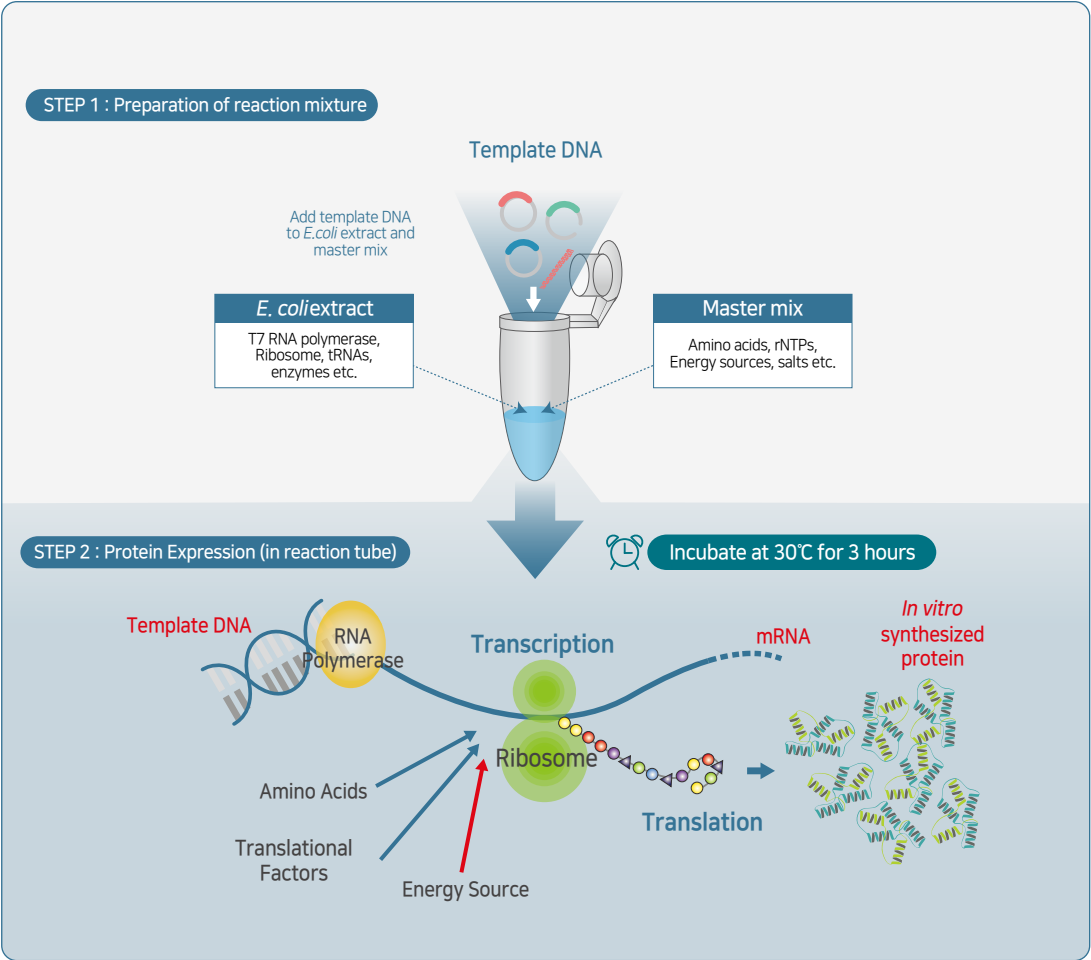 STEP 1 : Preparation of reaction mixture
Template DNA
Add template DNA
to E.coli extract and
master mix
E. coli extract
T7 RNA polymerase,
Ribosome, tRNAs,
enzymes etc.
Master mix
Amino acids, rNTPs,
Energy sources, salts etc.
STEP 2 : Protein Expression (in reaction tube)
Incubate at 30℃ for 3 hours
Template DNA
RNA
Polymerase
Transcription
mRNA
In vitro
synthesized
protein
Ribosome
Amino Acids
Translation
Translational
Factors
Energy Source